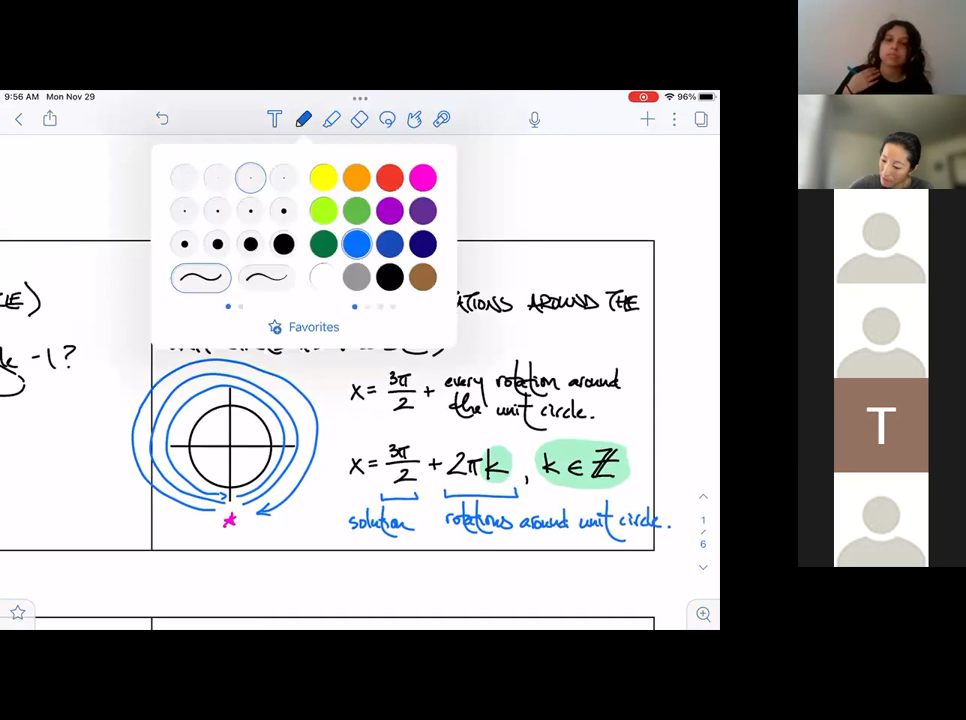 9:56 AM Mon Nov 29
96%
T
Favorites
AROUND THE
-1?
x = 3π/2 + every rotation around
the unit circle.
x = 3π/2 + 2πk, k ∈ ℤ
solution rotations around unit circle.
1
/
6
T